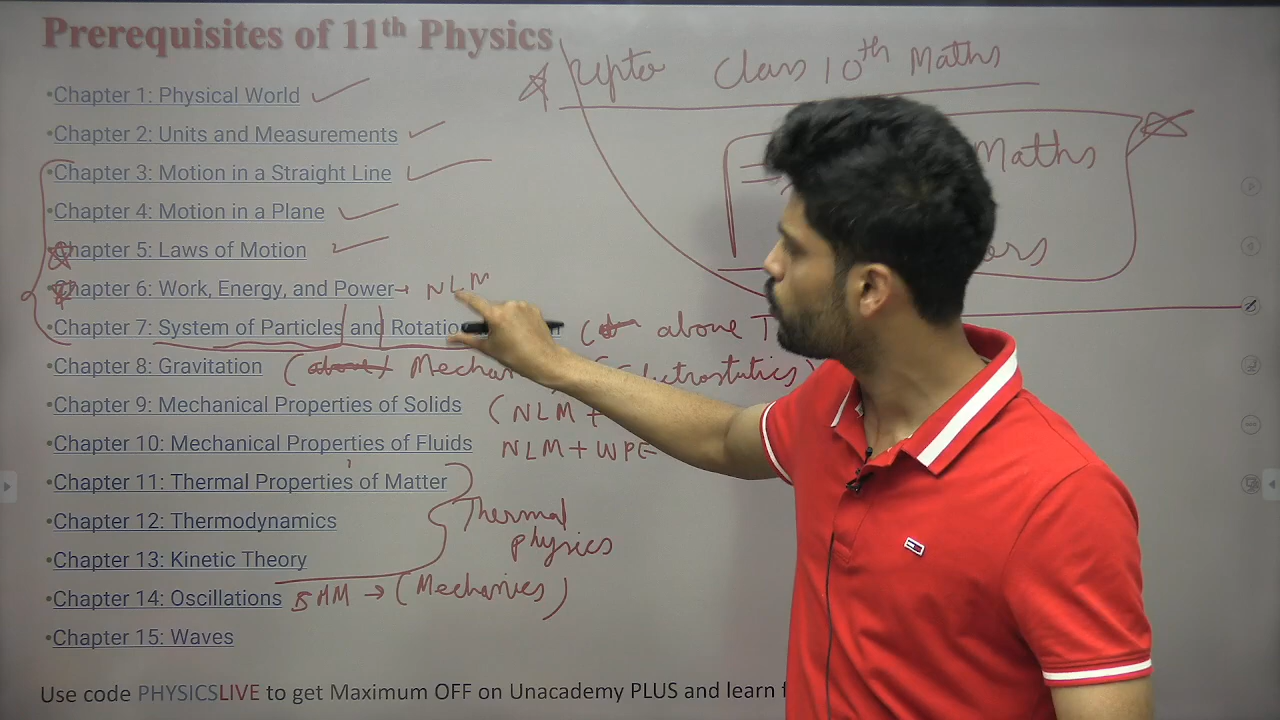 Prerequisites of 11th Physics
upto Class 10th Maths
•Chapter 1: Physical World
•Chapter 2: Units and Measurements
Maths
•Chapter 3: Motion in a Straight Line
•Chapter 4: Motion in a Plane
•Chapter 5: Laws of Motion
•Chapter 6: Work, Energy, and Power → NLM
•Chapter 7: System of Particles and Rotatio above
•Chapter 8: Gravitation (above) Mechan Electrostatics)
•Chapter 9: Mechanical Properties of Solids (NLM +
•Chapter 10: Mechanical Properties of Fluids NLM + WPE
•Chapter 11: Thermal Properties of Matter
•Chapter 12: Thermodynamics
Thermal
physics
•Chapter 13: Kinetic Theory
•Chapter 14: Oscillations SHM → (Mechanics)
•Chapter 15: Waves
Use code PHYSICSLIVE to get Maximum OFF on Unacademy PLUS and learn f